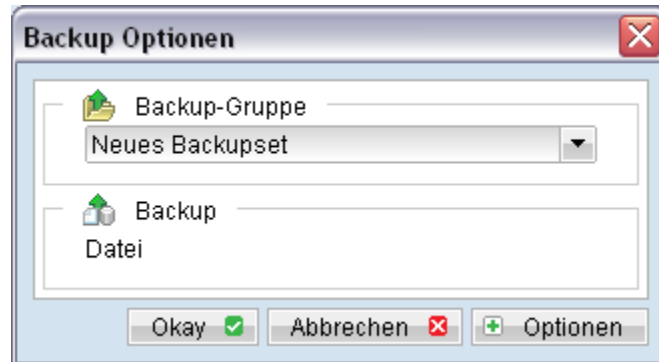 Backup Optionen
Backup-Gruppe
Neues Backupset
Backup
Datei
Okay
Abbrechen
Optionen